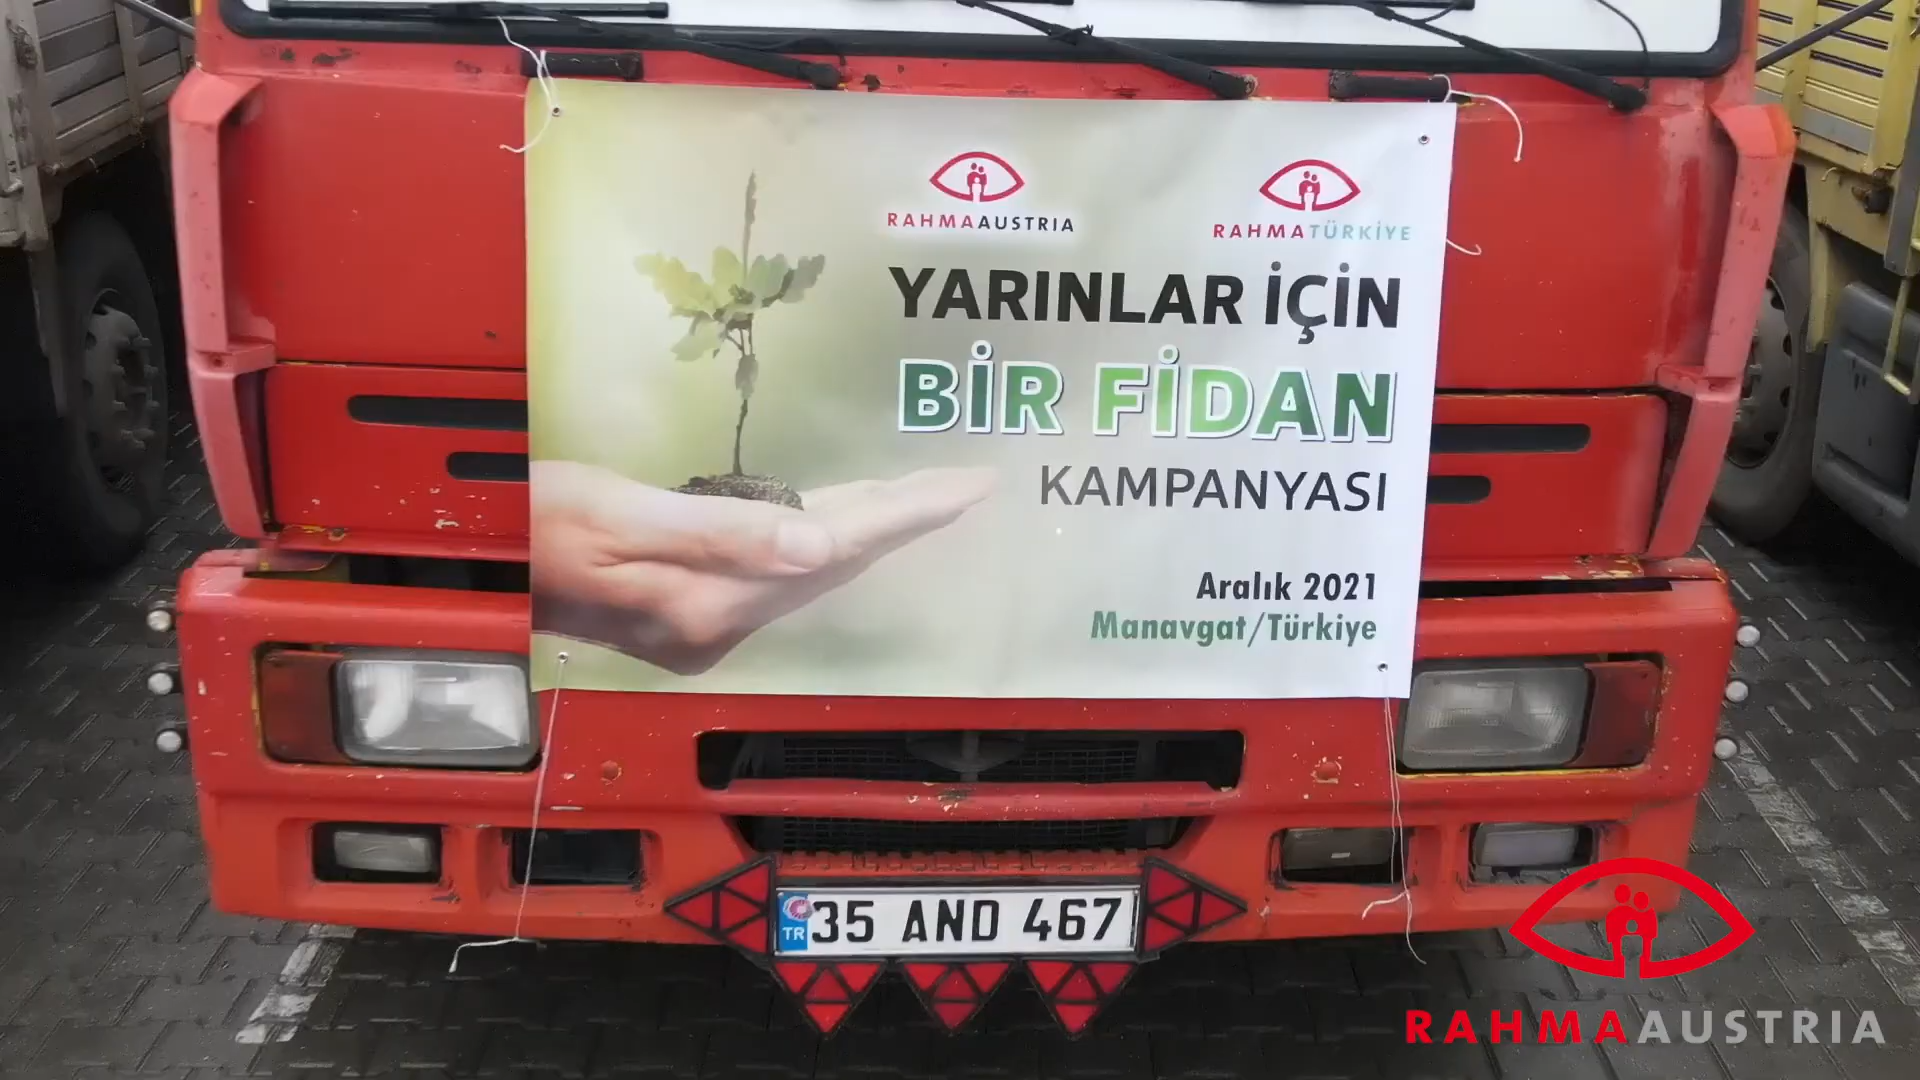 RAHMAAUSTRIA
RAHMATÜRKİYE
YARINLAR İÇİN
BİR FİDAN
KAMPANYASI
Aralık 2021
Manavgat/Türkiye
TR 35 AND 467
RAHMAAUSTRIA